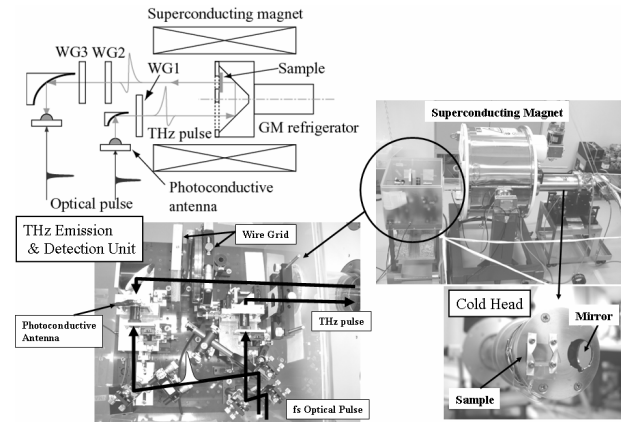 Superconducting magnet
WG3 WG2
WG1
Sample
THz pulse
GM refrigerator
Optical pulse
Photoconductive
antenna
Superconducting Magnet
THz Emission
& Detection Unit
Wire Grid
Photoconductive
Antenna
THz pulse
fs Optical Pulse
Cold Head
Mirror
Sample